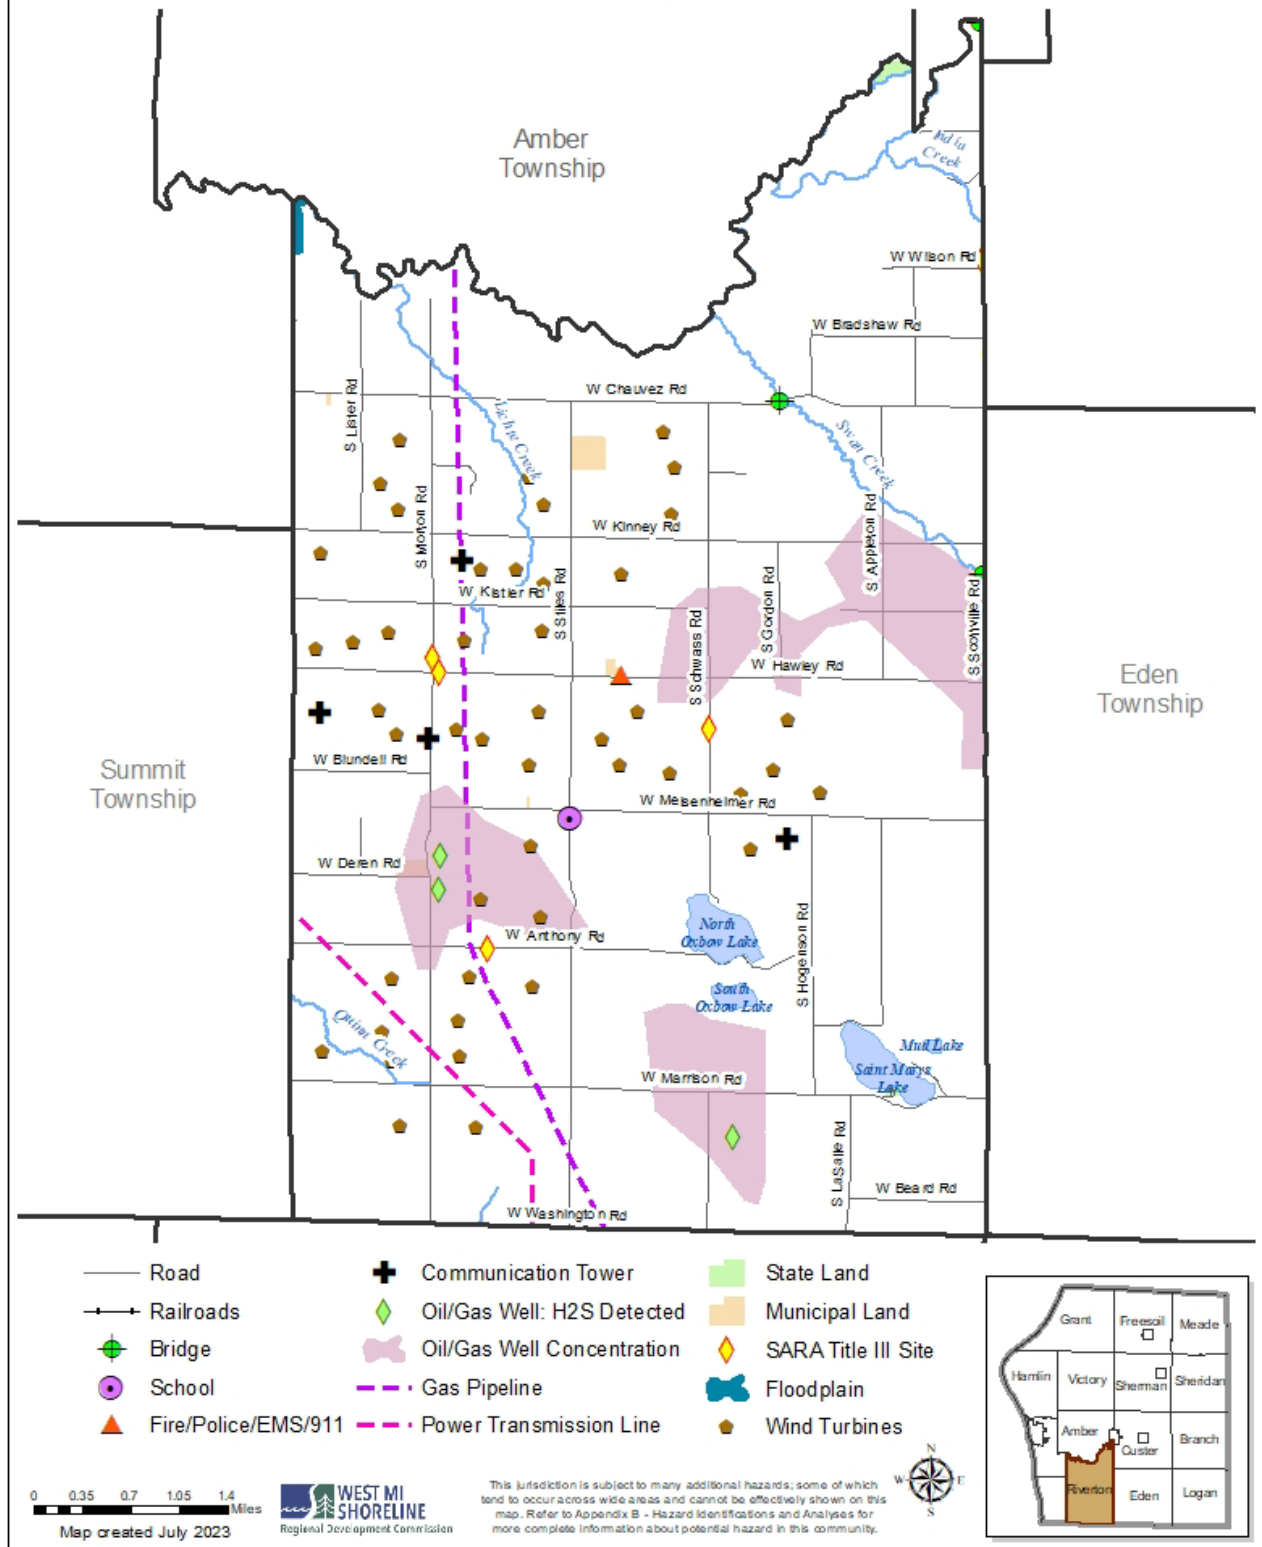 Amber
Township
India
Creek
W Wilson Rd
W Bradshaw Rd
W Chauvez Rd
S Lister Rd
Lichte Creek
Swan Creek
S Morton Rd
W Kinney Rd
S Appleton Rd
W Kistler Rd
S Stiles Rd
S Gordon Rd
S Schwass Rd
S Scottville Rd
W Hawley Rd
Eden
Township
W Blundell Rd
Summit
Township
W Meisenheimer Rd
W Deren Rd
North
Oxbow Lake
W Anthony Rd
S Hogenson Rd
South
Oxbow Lake
Quinn Creek
Mud Lake
Saint Marys
Lake
W Marrison Rd
S LaSalle Rd
W Beard Rd
W Washington Rd
Road
Railroads
Bridge
School
Fire/Police/EMS/911
Communication Tower
Oil/Gas Well: H2S Detected
Oil/Gas Well Concentration
Gas Pipeline
Power Transmission Line
State Land
Municipal Land
SARA Title III Site
Floodplain
Wind Turbines
Grant
Freesoil
Meade
Hamlin
Victory
Sherman
Sheridan
Amber
Custer
Branch
Riverton
Eden
Logan
0 0.35 0.7 1.05 1.4
Miles
Map created July 2023
WEST MI
SHORELINE
Regional Development Commission
This jurisdiction is subject to many additional hazards; some of which
tend to occur across wide areas and cannot be effectively shown on this
map. Refer to Appendix B - Hazard Identifications and Analyses for
more complete information about potential hazard in this community.
N
W E
S